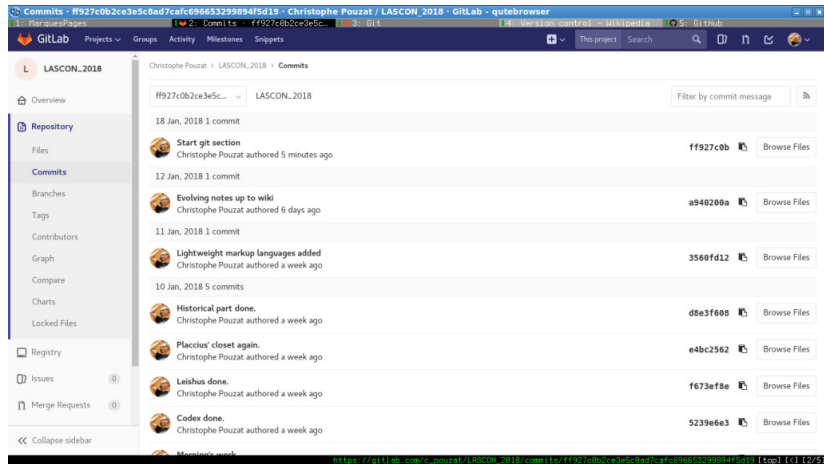 Commits · ff927c0b2ce3e5c8ad7cafc696653299894f5d19 · Christophe Pouzat / LASCON_2018 · GitLab - qutebrowser
1: MarquesPages 2: Commits · ff927c0b2ce3e5c… 3: Git 4: Version control - Wikipedia 5: GitHub
GitLab Projects Groups Activity Milestones Snippets This project Search
L LASCON_2018
Christophe Pouzat > LASCON_2018 > Commits
ff927c0b2ce3e5c... LASCON_2018 Filter by commit message
Overview
18 Jan, 2018 1 commit
Repository
Start git section
Christophe Pouzat authored 5 minutes ago
ff927c0b Browse Files
Files
12 Jan, 2018 1 commit
Commits
Evolving notes up to wiki
Christophe Pouzat authored 6 days ago
a940200a Browse Files
Branches
Tags
11 Jan, 2018 1 commit
Contributors
Lightweight markup languages added
Christophe Pouzat authored a week ago
3560fd12 Browse Files
Graph
Compare
10 Jan, 2018 5 commits
Charts
Historical part done.
Christophe Pouzat authored a week ago
d8e3f608 Browse Files
Locked Files
Placcius' closet again.
Christophe Pouzat authored a week ago
e4bc2562 Browse Files
Registry
Issues 0
Leishus done.
Christophe Pouzat authored a week ago
f673ef8e Browse Files
Merge Requests 0
Codex done.
Christophe Pouzat authored a week ago
5239e6e3 Browse Files
Collapse sidebar
Morning's work
https://gitlab.com/c_pouzat/LASCON_2018/commits/ff927c0b2ce3e5c8ad7cafc696653299894f5d19 [top] [<] [2/5]